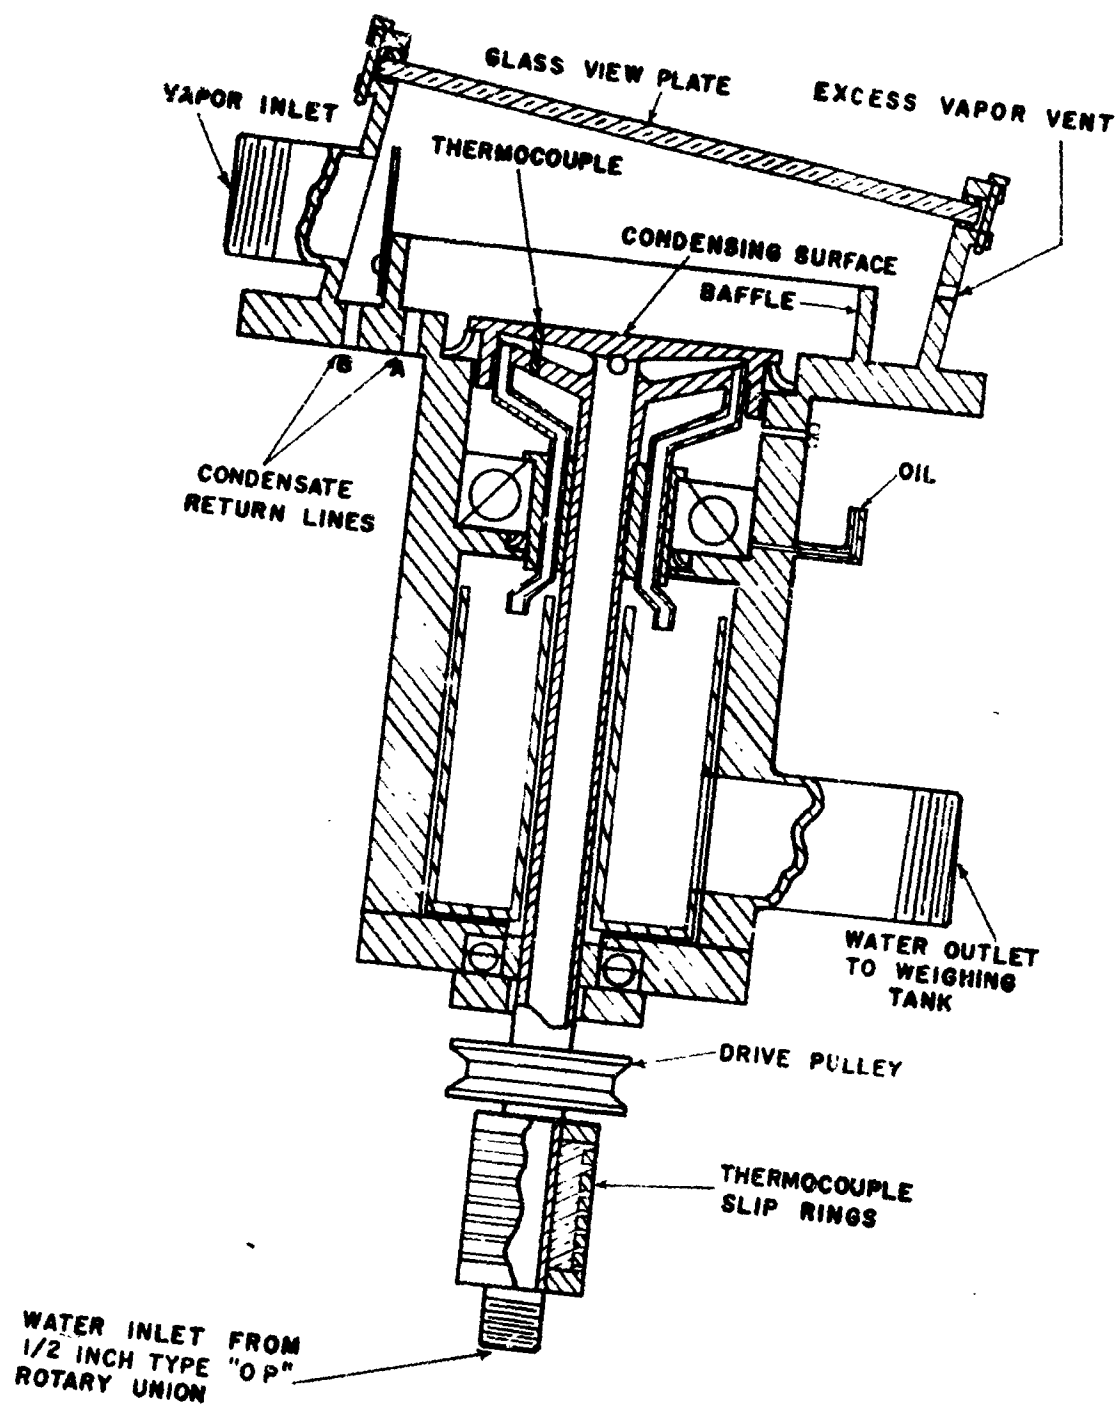 GLASS VIEW PLATE
EXCESS VAPOR VENT
VAPOR INLET
THERMOCOUPLE
CONDENSING SURFACE
BAFFLE
B
A
CONDENSATE
RETURN LINES
OIL
WATER OUTLET
TO WEIGHING
TANK
DRIVE PULLEY
THERMOCOUPLE
SLIP RINGS
WATER INLET FROM
1/2 INCH TYPE "OP"
ROTARY UNION